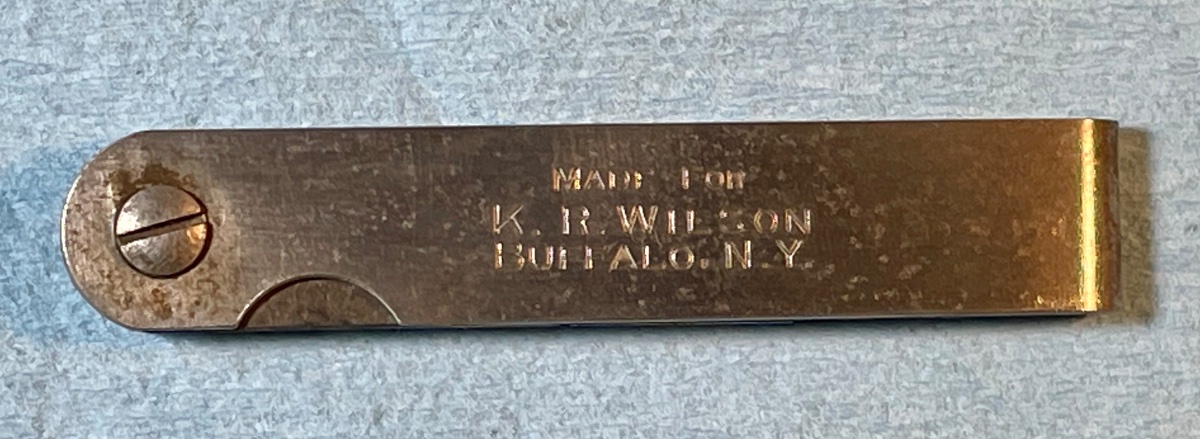 MADE FOR
K. R. WILSON
BUFFALO, N.Y.